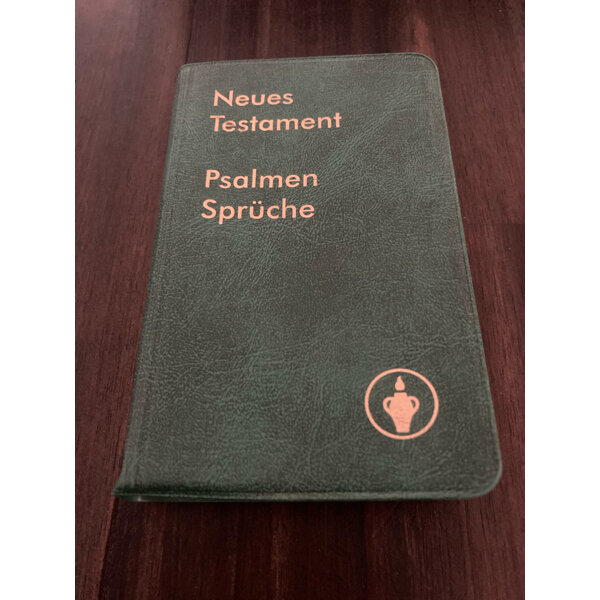 Neues
Testament
Psalmen
Sprüche